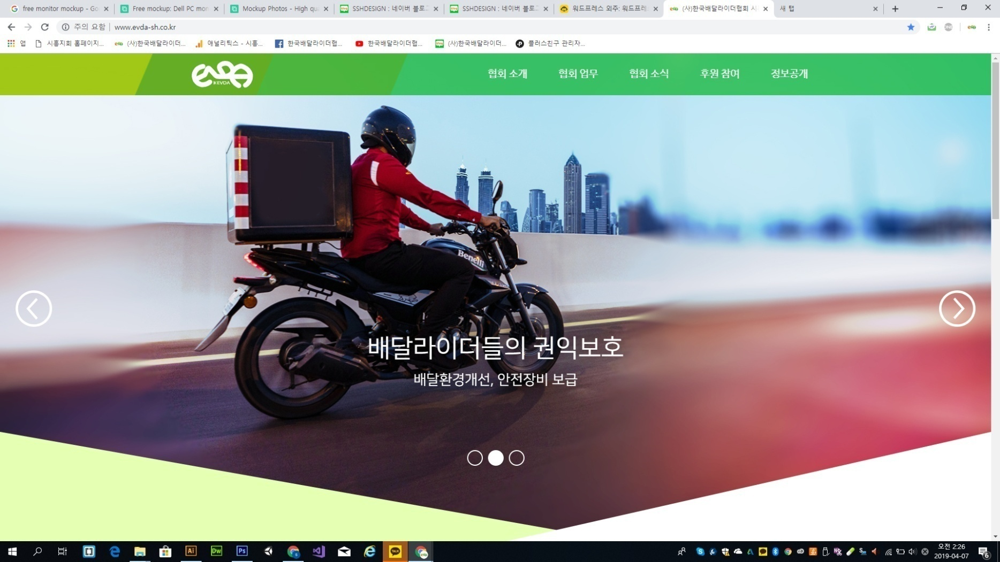 free monitor mockup - Go
Free mockup: Dell PC mon
Mockup Photos - High qu
SSHDESIGN : 네이버 블로그
SSHDESIGN : 네이버 블로그
워드프레스 외주: 워드프레
(사)한국배달라이더협회 시
새 탭
주의 요함
www.evda-sh.co.kr
앱
시흥지회 홈페이지...
(사)한국배달라이더...
애널리틱스 - 시흥...
한국배달라이더협...
한국배달라이더협...
(사)한국배달라이더...
플러스친구 관리자...
KEVDA
협회 소개
협회 업무
협회 소식
후원 참여
정보공개
Benelli
배달라이더들의 권익보호
배달환경개선, 안전장비 보급
Ai
Dw
Ps
TALK
오전 2:26
2019-04-07
6